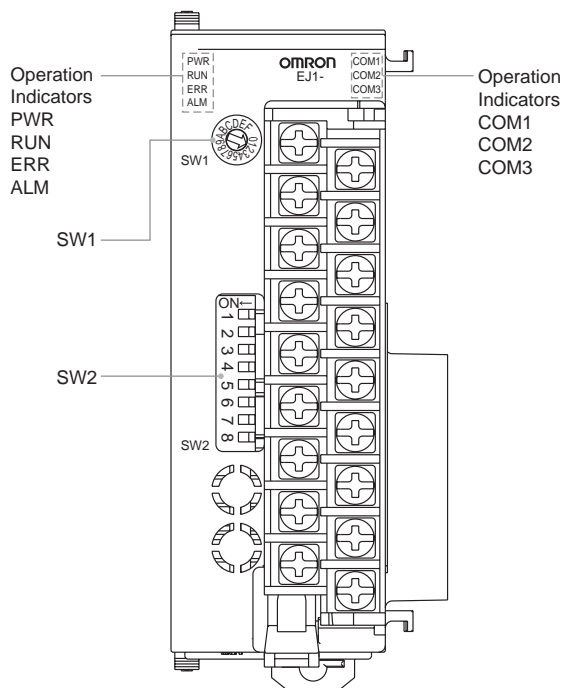 Operation
Indicators
PWR
RUN
ERR
ALM
SW1
SW2
PWR
RUN
ERR
ALM
OMRON
EJ1-
COM1
COM2
COM3
0123456789ABCDEF
SW1
ON←
1
2
3
4
5
6
7
8
SW2
Operation
Indicators
COM1
COM2
COM3